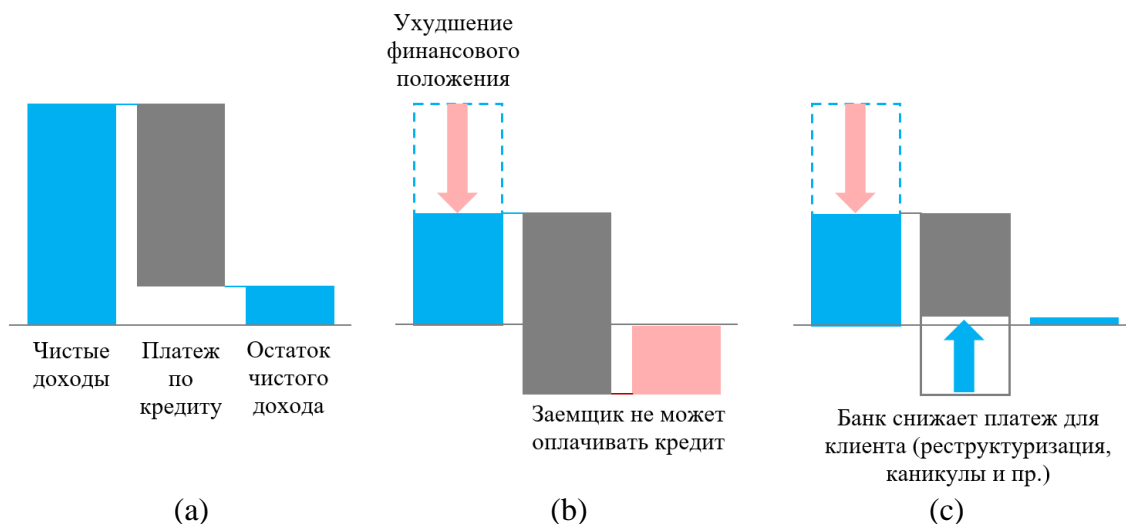 Ухудшение
финансового
положения
Чистые
доходы
Платеж
по
кредиту
Остаток
чистого
дохода
Заемщик не может
оплачивать кредит
Банк снижает платеж для
клиента (реструктуризация,
каникулы и пр.)
(a)
(b)
(c)